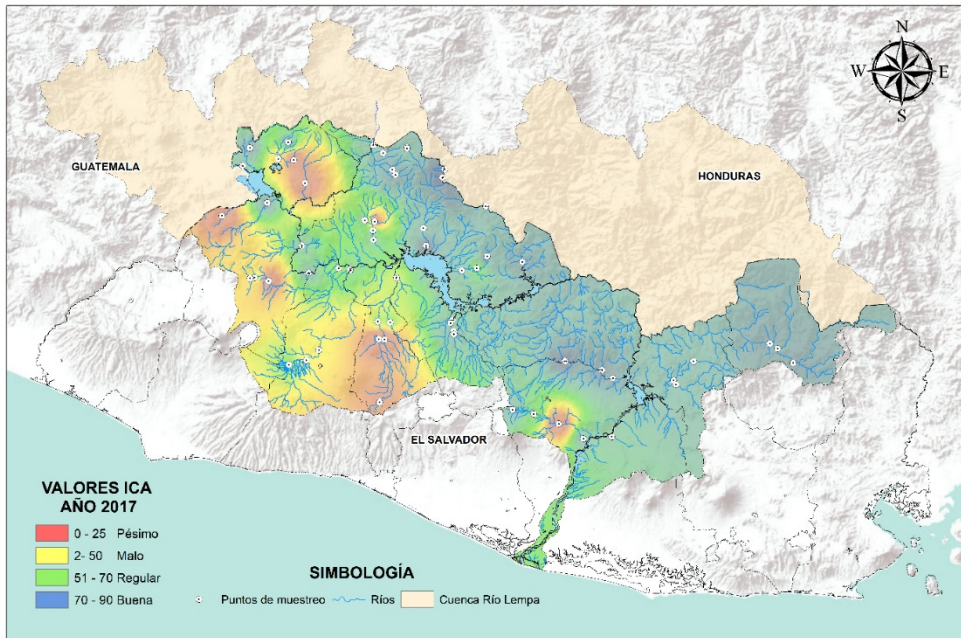 N
W E
S
GUATEMALA
HONDURAS
EL SALVADOR
VALORES ICA
AÑO 2017
0 - 25 Pésimo
2- 50 Malo
51 - 70 Regular
70 - 90 Buena
SIMBOLOGÍA
Puntos de muestreo Ríos Cuenca Río Lempa